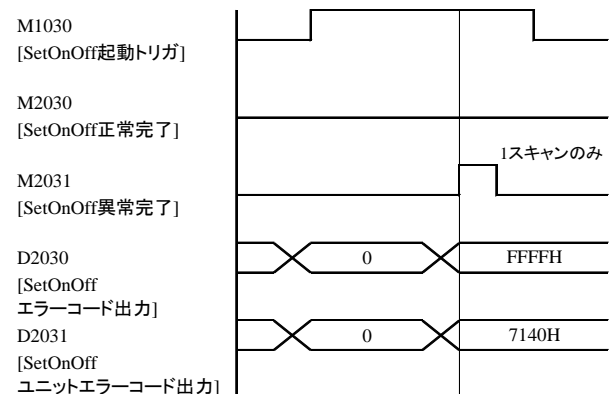 M1030
[SetOnOff起動トリガ]
M2030
[SetOnOff正常完了]
1スキャンのみ
M2031
[SetOnOff異常完了]
D2030
0
FFFFH
[SetOnOff
エラーコード出力]
D2031
0
7140H
[SetOnOff
ユニットエラーコード出力]